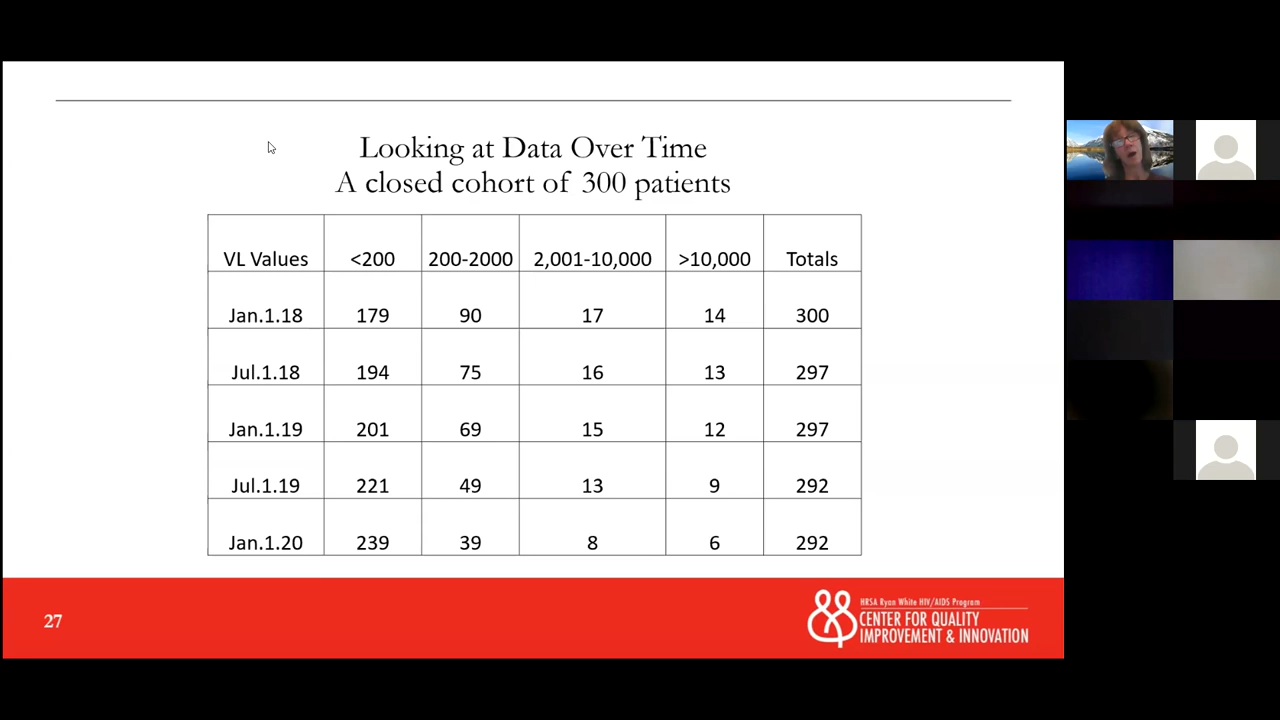 Looking at Data Over Time
A closed cohort of 300 patients
VL Values <200 200-2000 2,001-10,000 >10,000 Totals
Jan.1.18 179 90 17 14 300
Jul.1.18 194 75 16 13 297
Jan.1.19 201 69 15 12 297
Jul.1.19 221 49 13 9 292
Jan.1.20 239 39 8 6 292
27
HRSA Ryan White HIV/AIDS Program
CENTER FOR QUALITY
IMPROVEMENT & INNOVATION